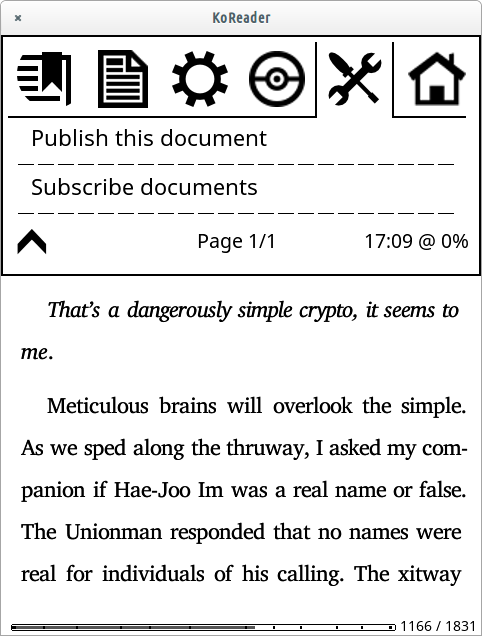 KoReader
Publish this document
Subscribe documents
Page 1/1 17:09 @ 0%
That’s a dangerously simple crypto, it seems to
me.
Meticulous brains will overlook the simple.
As we sped along the thruway, I asked my com-
panion if Hae-Joo Im was a real name or false.
The Unionman responded that no names were
real for individuals of his calling. The xitway
1166 / 1831